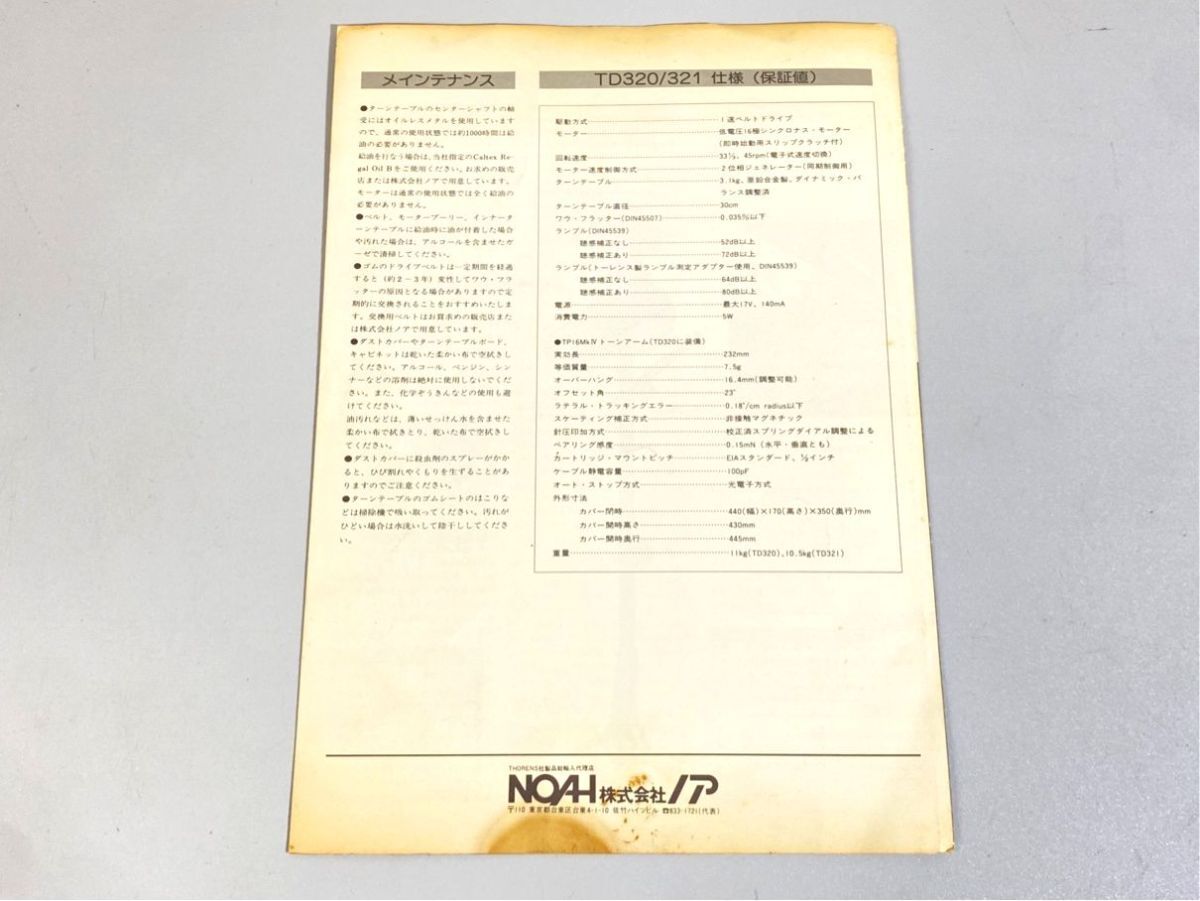 メインテナンス
●ターンテーブルのセンターシャフトの軸
受にはオイルレスメタルを使用しています
ので、通常の使用状態では約1000時間は給
油の必要がありません。
給油を行なう場合は、当社指定のCaltex Re-
gal Oil Bをご使用ください。お求めの販売
店または株式会社ノアで用意しています。
モーターは通常の使用状態では全く給油の
必要がありません。
●ベルト、モータープーリー、インナータ
ーンテーブルに給油時に油が付着した場合
や汚れた場合は、アルコールを含ませたガ
ーゼで清掃してください。
●ゴムのドライブベルトは一定期間を経過
すると(約2−3年)変性してワウ・フラ
ッターの原因となる場合がありますので定
期的に交換されることをおすすめいたしま
す。交換用ベルトはお買求めの販売店また
は株式会社ノアで用意しています。
●ダストカバーやターンテーブルボード、
キャビネットは乾いた柔かい布で空拭きし
てください。アルコール、ベンジン、シン
ナーなどの溶剤は絶対に使用しないでくだ
さい。また、化学ぞうきんなどの使用も避
けてください。
油汚れなどは、薄いせっけん水を含ませた
柔かい布で拭きとり、乾いた布で空拭きし
てください。
●ダストカバーに殺虫剤のスプレーがかか
ると、ひび割れやくもりを生ずることがあ
りますのでご注意ください。
●ターンテーブルのゴムシートのほこりな
どは掃除機で吸い取ってください。汚れが
ひどい場合は水洗いして陰干ししてくださ
い。
TD320/321 仕様(保証値)
駆動方式…………1速ベルトドライブ
モーター…………低電圧16極シンクロナス・モーター
(即時始動用スリップクラッチ付)
回転速度…………33⅓、45rpm(電子式速度切換)
モーター速度制御方式…………2位相ジェネレーター(同期制御用)
ターンテーブル…………3.1kg、亜鉛合金製、ダイナミック・バ
ランス調整済
ターンテーブル直径…………30cm
ワウ・フラッター(DIN45507)…………0.035%以下
ランブル(DIN45539)
聴感補正なし…………52dB以上
聴感補正あり…………72dB以上
ランブル(トーレンス製ランブル測定アダプター使用、DIN45539)
聴感補正なし…………64dB以上
聴感補正あり…………80dB以上
電源…………最大17V、140mA
消費電力…………5W
●TP16MkⅣトーンアーム(TD320に装備)
実効長…………232mm
等価質量…………7.5g
オーバーハング…………16.4mm(調整可能)
オフセット角…………23°
ラテラル・トラッキングエラー…………0.18°/cm radius以下
スケーティング補正方式…………非接触マグネチック
針圧印加方式…………校正済スプリングダイアル調整による
ベアリング感度…………0.15mN(水平・垂直とも)
カートリッジ・マウントピッチ…………EIAスタンダード、½インチ
ケーブル静電容量…………100pF
オート・ストップ方式…………光電子方式
外形寸法
カバー閉時…………440(幅)×170(高さ)×350(奥行)mm
カバー開時高さ…………430mm
カバー開時奥行…………445mm
重量…………11kg(TD320)、10.5kg(TD321)
THORENS社製品総輸入代理店
NOAH 株式会社ノア
〒110 東京都台東区台東4-1-10 佐竹ハインビル ☎833-1721(代表)